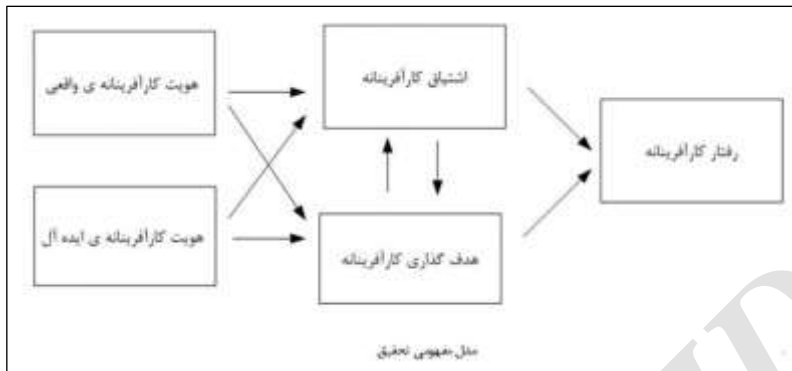 هویت کارآفرینانه ی واقعی
اشتیاق کارآفرینانه
رفتار کارآفرینانه
هویت کارآفرینانه ی ایده آل
هدف گذاری کارآفرینانه
مدل مفهومی تحقیق